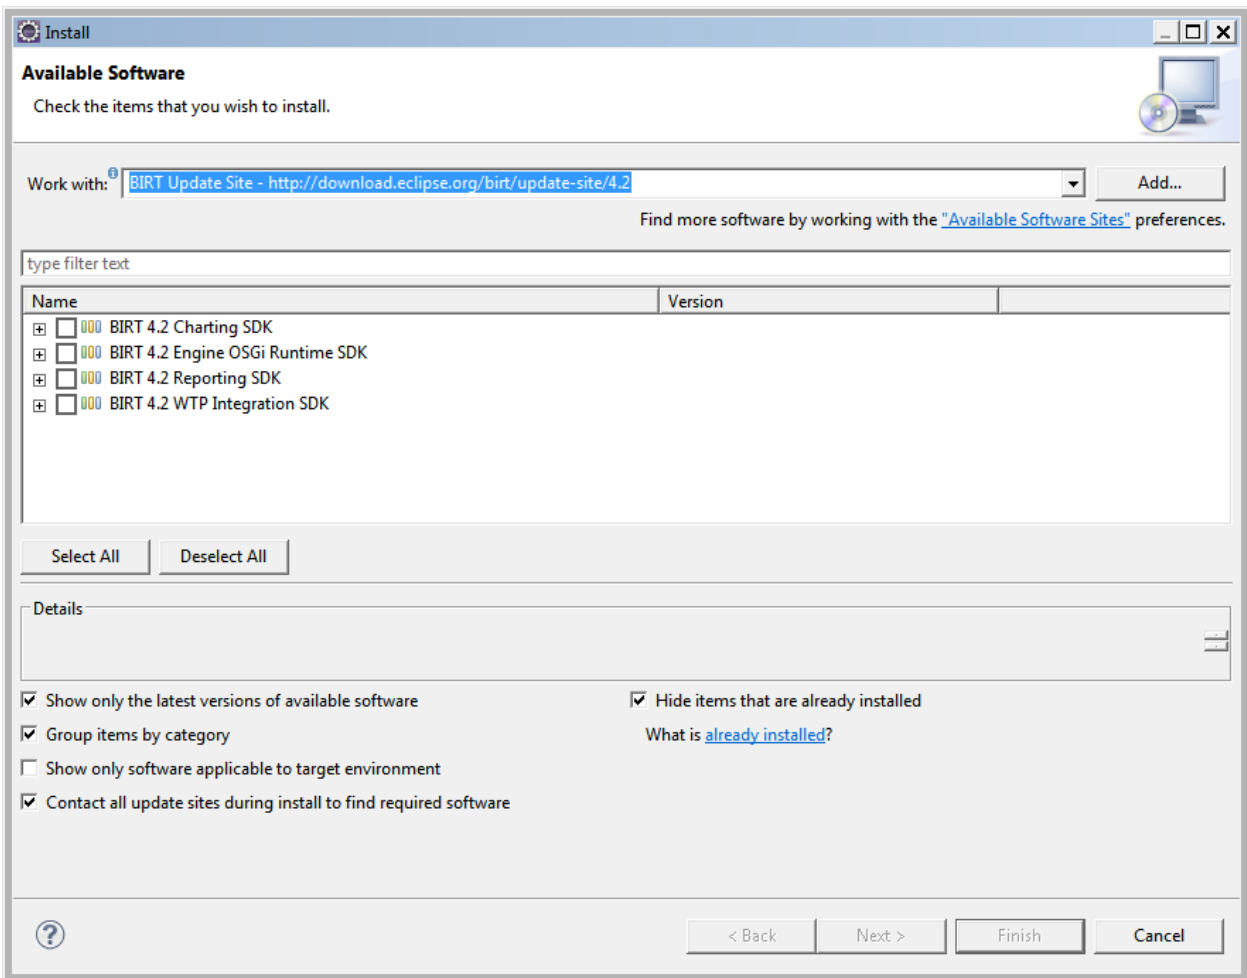 Install
Available Software
Check the items that you wish to install.
Work with: BIRT Update Site - http://download.eclipse.org/birt/update-site/4.2 Add...
Find more software by working with the "Available Software Sites" preferences.
type filter text
Name Version
BIRT 4.2 Charting SDK
BIRT 4.2 Engine OSGi Runtime SDK
BIRT 4.2 Reporting SDK
BIRT 4.2 WTP Integration SDK
Select All Deselect All
Details
Show only the latest versions of available software Hide items that are already installed
Group items by category What is already installed?
Show only software applicable to target environment
Contact all update sites during install to find required software
? < Back Next > Finish Cancel